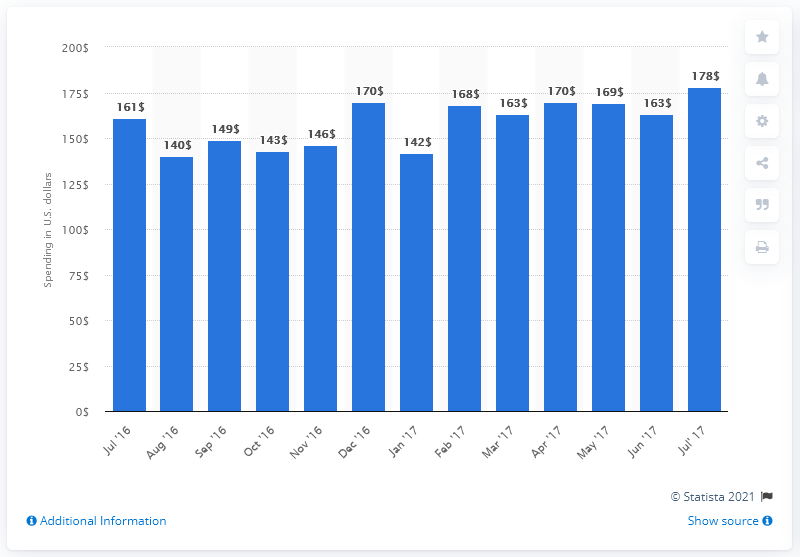 200$
175$
150$
125$
100$
75$
50$
25$
0$
Spending in U.S. dollars
161$
140$
149$
143$
146$
170$
142$
168$
163$
170$
169$
163$
178$
Jul '16
Aug '16
Sep '16
Oct '16
Nov '16
Dec '16
Jan '17
Feb '17
Mar '17
Apr '17
May '17
Jun '17
Jul' 17
© Statista 2021
Additional Information
Show source